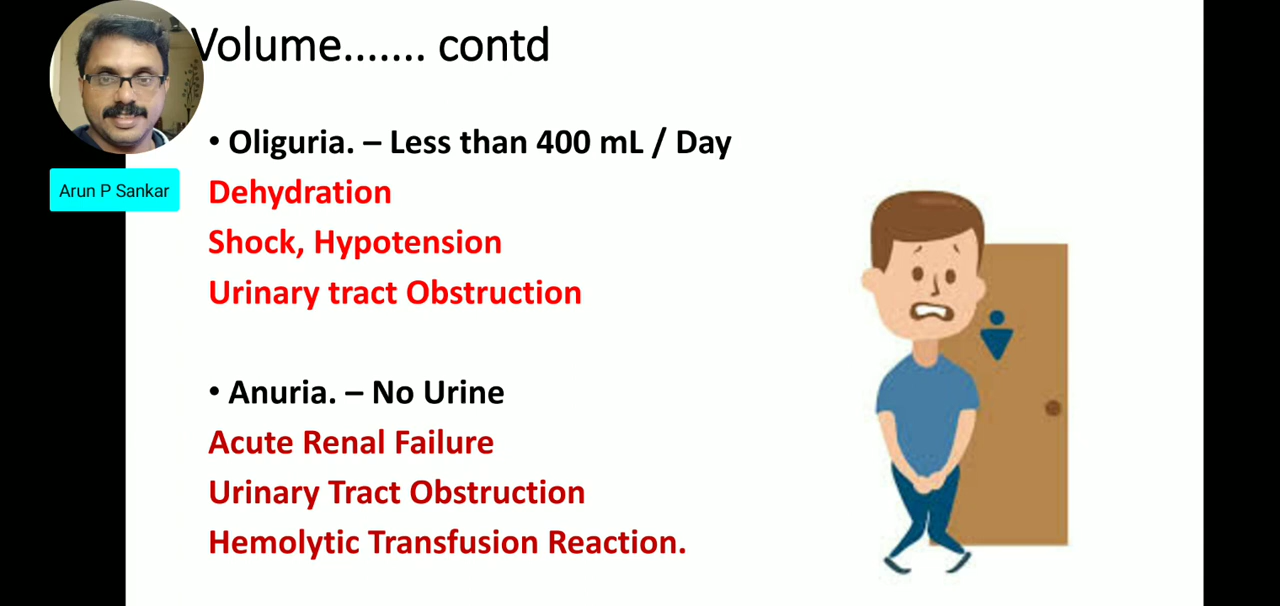 Volume....... contd
Arun P Sankar
• Oliguria. – Less than 400 mL / Day
Dehydration
Shock, Hypotension
Urinary tract Obstruction
• Anuria. – No Urine
Acute Renal Failure
Urinary Tract Obstruction
Hemolytic Transfusion Reaction.